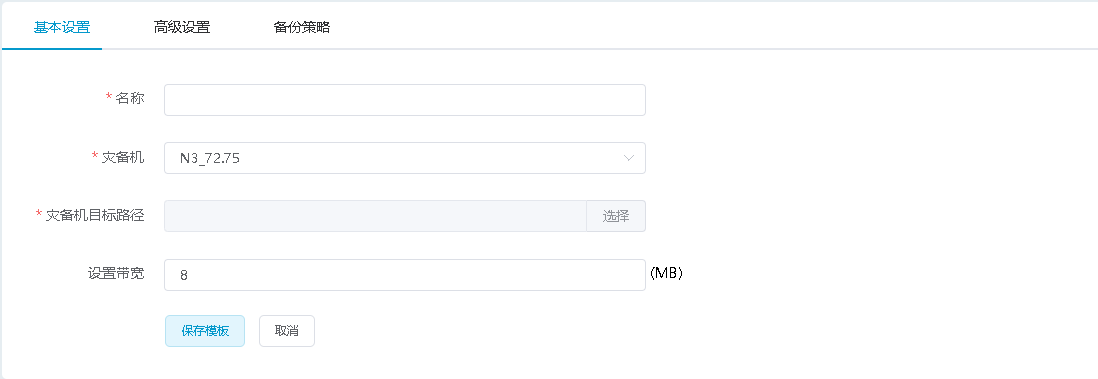 基本设置 高级设置 备份策略
* 名称
* 灾备机 N3_72.75
* 灾备机目标路径 选择
设置带宽 8 (MB)
保存模板 取消